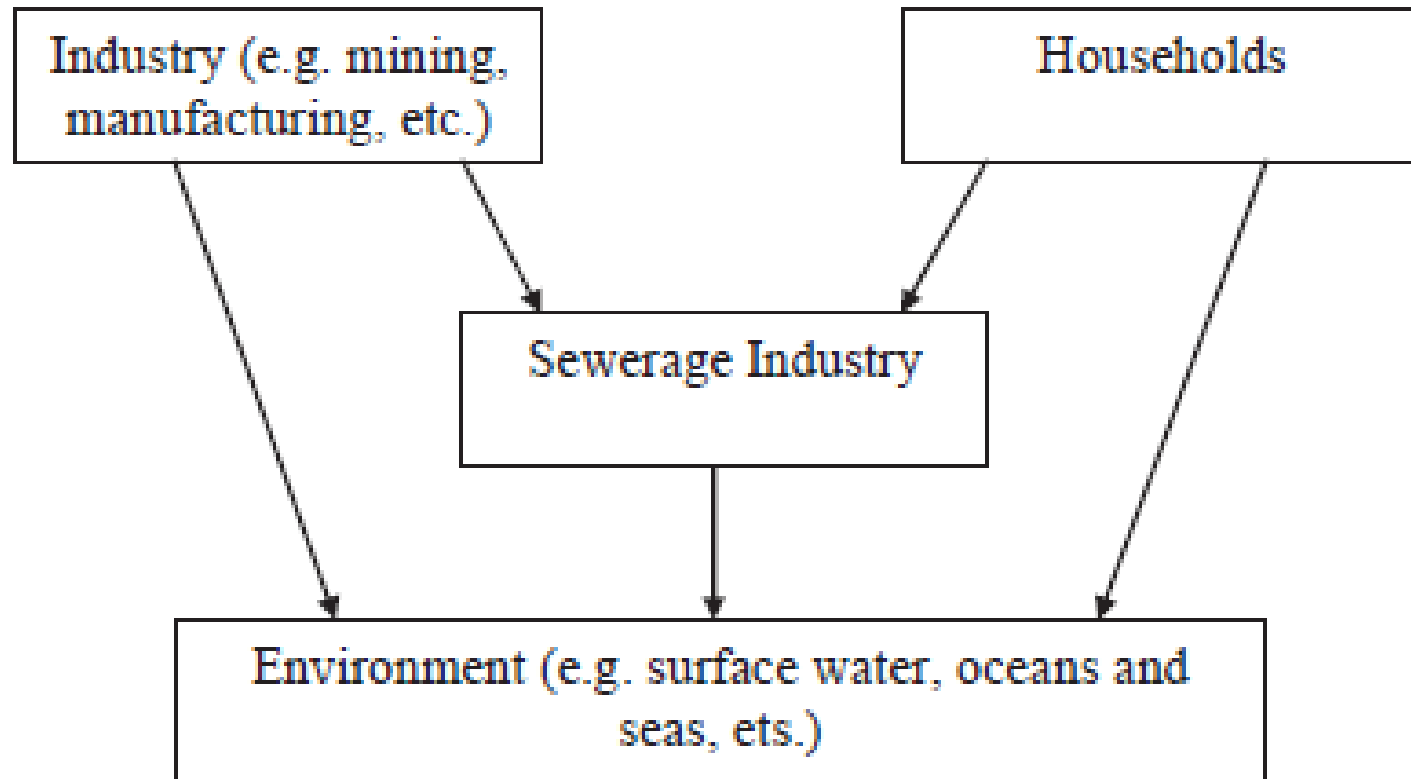 Industry (e.g. mining,
manufacturing, etc.)
Households
Sewerage Industry
Environment (e.g. surface water, oceans and
seas, ets.)